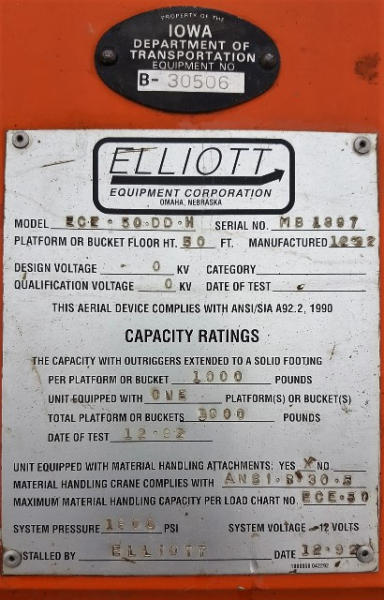 PROPERTY OF THE
IOWA
DEPARTMENT OF
TRANSPORTATION
EQUIPMENT NO
B- 30506
ELLIOTT
EQUIPMENT CORPORATION
OMAHA, NEBRASKA
MODEL ECE-50-DD-H SERIAL NO. MB 1897
PLATFORM OR BUCKET FLOOR HT. 50 FT. MANUFACTURED 12-92
DESIGN VOLTAGE 0 KV CATEGORY
QUALIFICATION VOLTAGE 0 KV DATE OF TEST
THIS AERIAL DEVICE COMPLIES WITH ANSI/SIA A92.2, 1990
CAPACITY RATINGS
THE CAPACITY WITH OUTRIGGERS EXTENDED TO A SOLID FOOTING
PER PLATFORM OR BUCKET 1000 POUNDS
UNIT EQUIPPED WITH ONE PLATFORM(S) OR BUCKET(S)
TOTAL PLATFORM OR BUCKETS 1000 POUNDS
DATE OF TEST 12-92
UNIT EQUIPPED WITH MATERIAL HANDLING ATTACHMENTS: YES X NO
MATERIAL HANDLING CRANE COMPLIES WITH ANSI-B-30-5
MAXIMUM MATERIAL HANDLING CAPACITY PER LOAD CHART NO. ECE-50
SYSTEM PRESSURE PSI SYSTEM VOLTAGE 12 VOLTS
STALLED BY ELLIOTT DATE 12-92